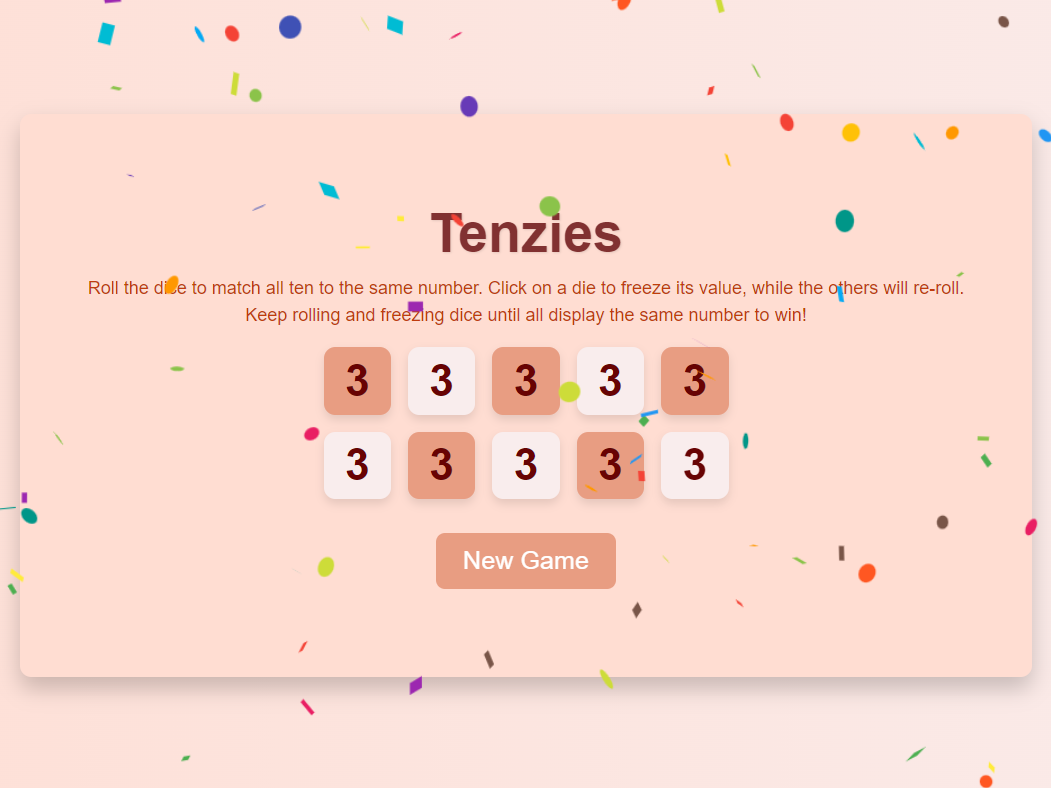 Tenzies
Roll the dice to match all ten to the same number. Click on a die to freeze its value, while the others will re-roll.
Keep rolling and freezing dice until all display the same number to win!
3 3 3 3 3
3 3 3 3 3
New Game